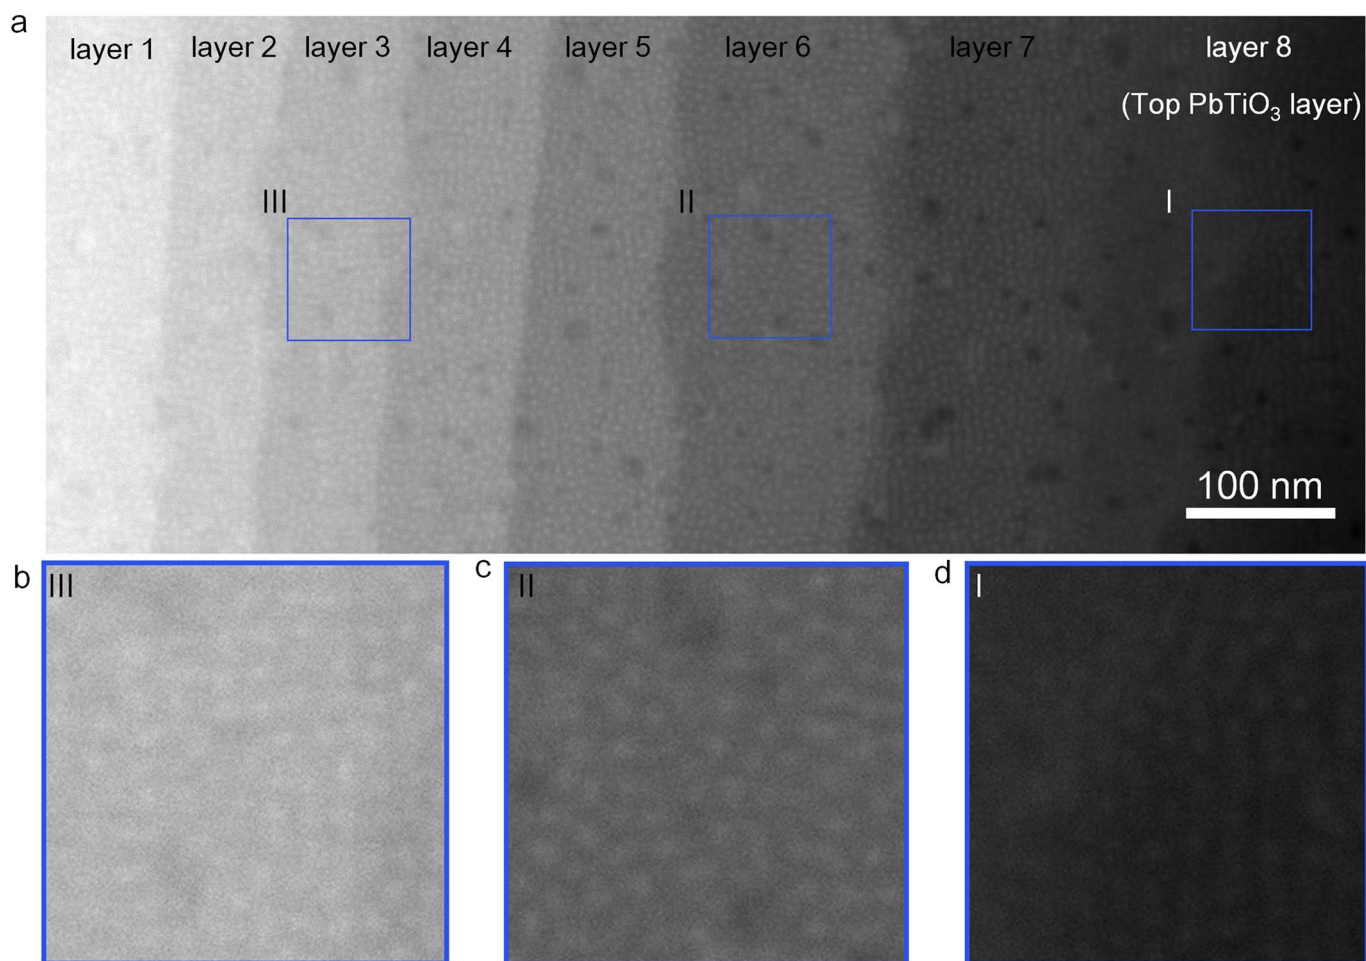 a
layer 1 layer 2 layer 3 layer 4 layer 5 layer 6 layer 7 layer 8
(Top PbTiO₃ layer)
III II I
100 nm
b c d
III II I